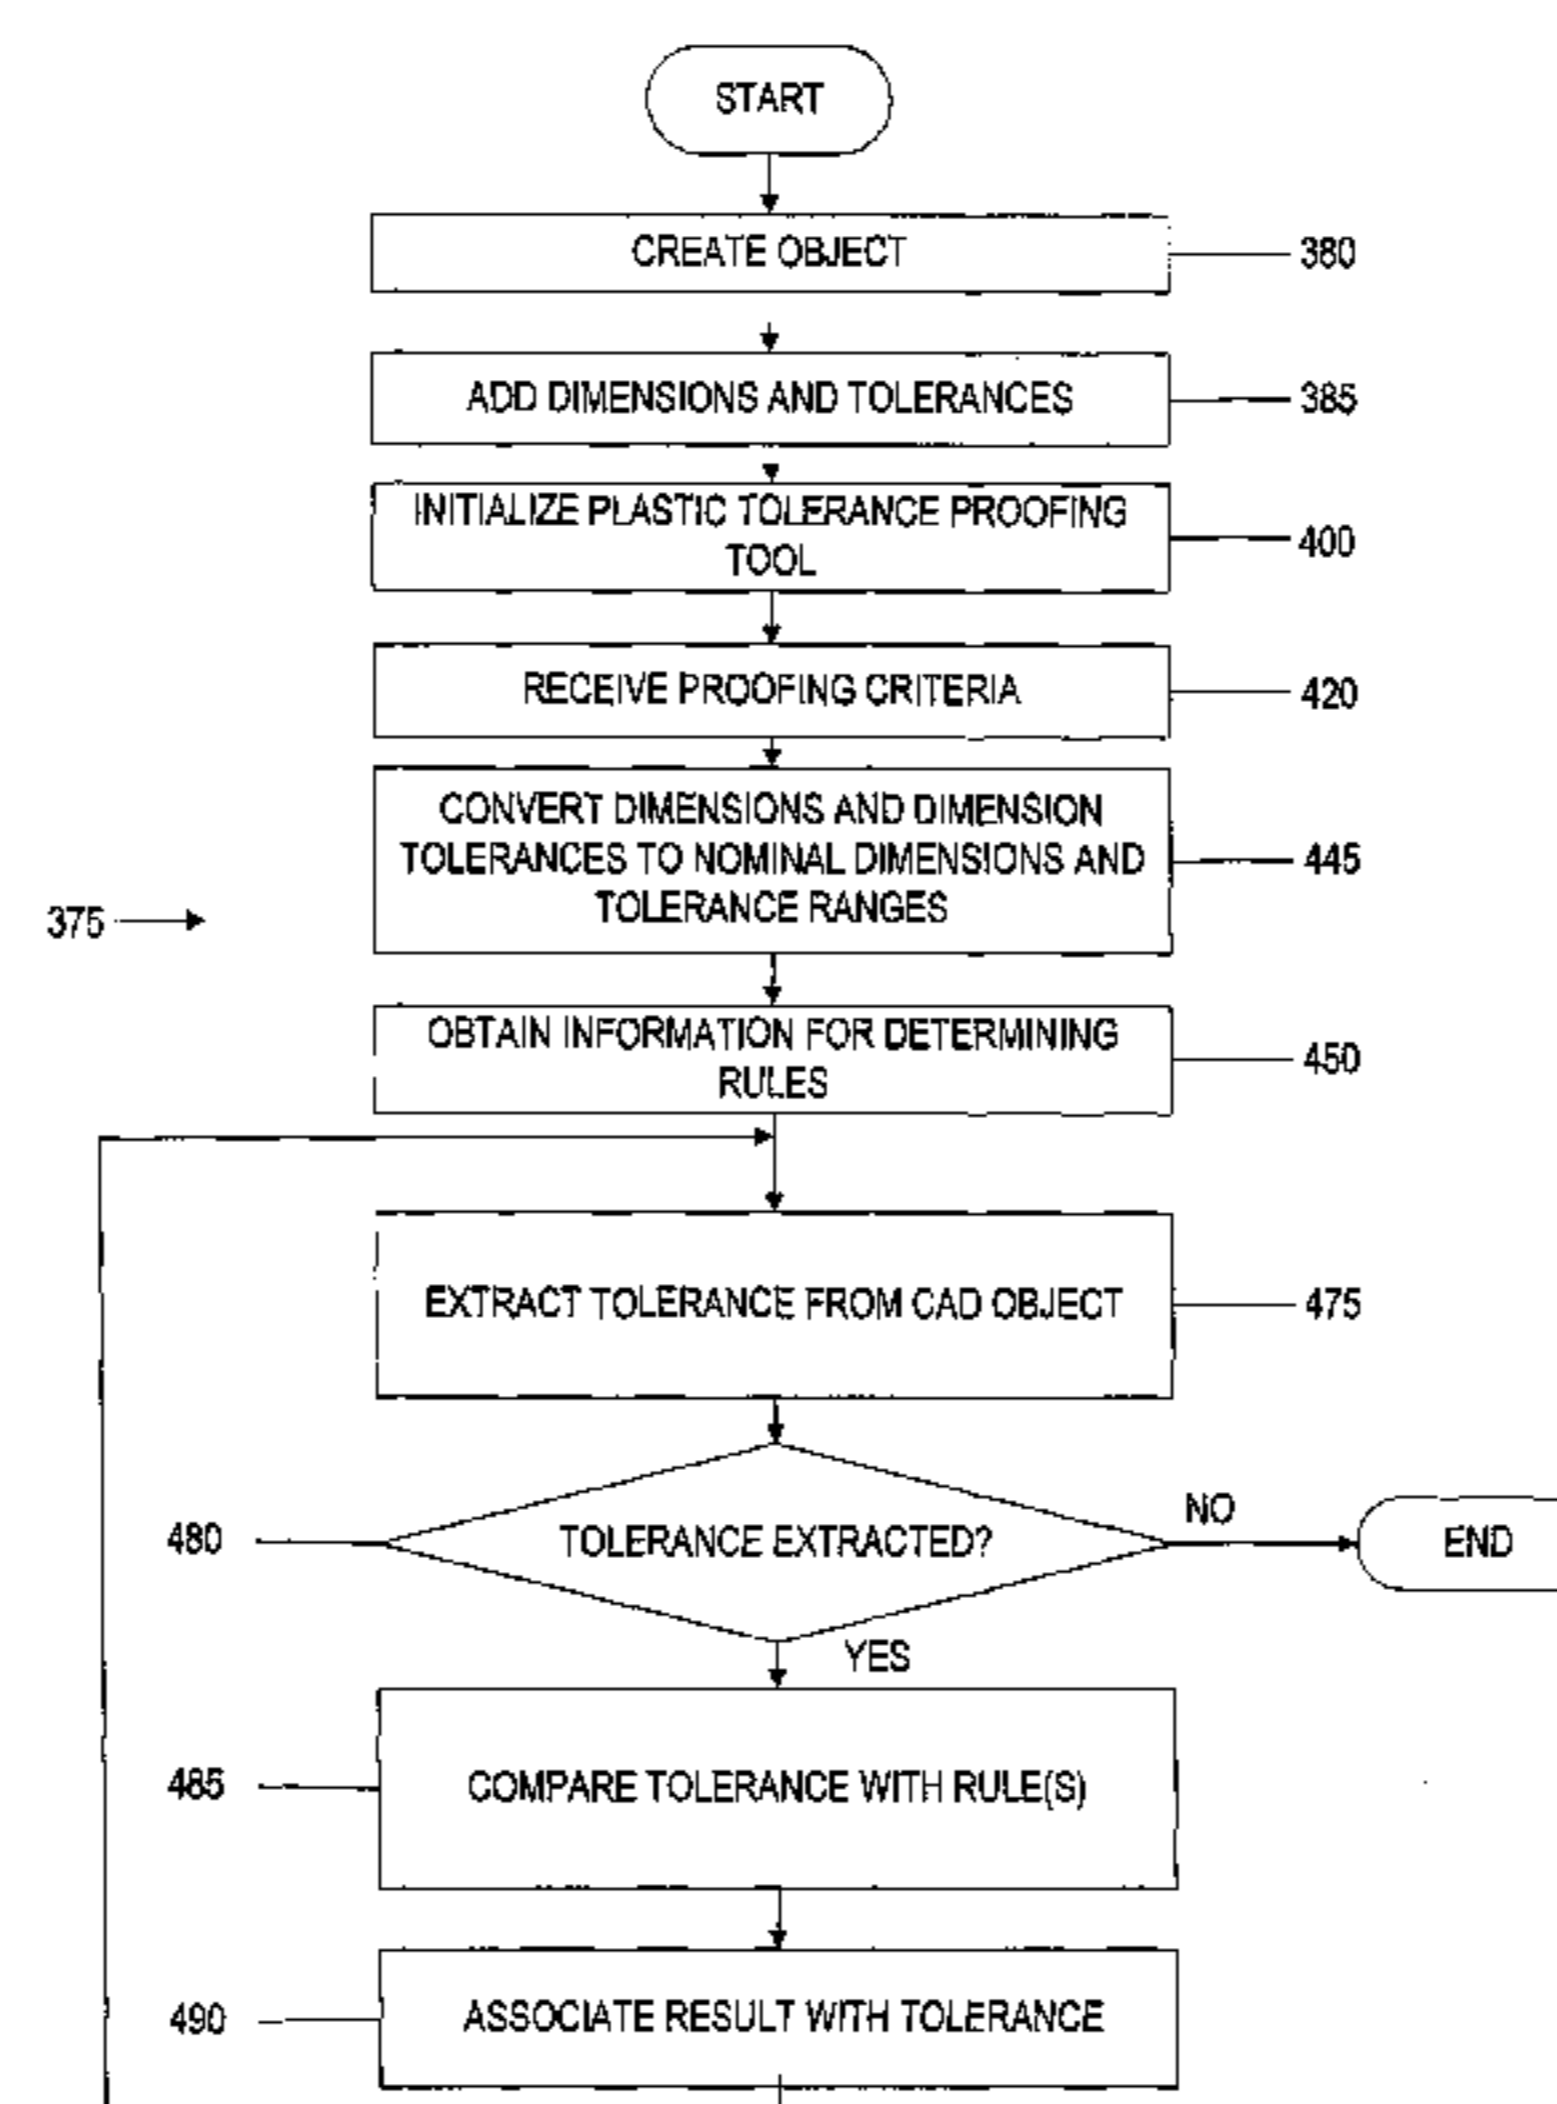 START
CREATE OBJECT
380
ADD DIMENSIONS AND TOLERANCES
385
INITIALIZE PLASTIC TOLERANCE PROOFING
TOOL
400
RECEIVE PROOFING CRITERIA
420
CONVERT DIMENSIONS AND DIMENSION
TOLERANCES TO NOMINAL DIMENSIONS AND
TOLERANCE RANGES
445
375
OBTAIN INFORMATION FOR DETERMINING
RULES
450
EXTRACT TOLERANCE FROM CAD OBJECT
475
480
TOLERANCE EXTRACTED?
NO
END
YES
485
COMPARE TOLERANCE WITH RULE(S)
490
ASSOCIATE RESULT WITH TOLERANCE